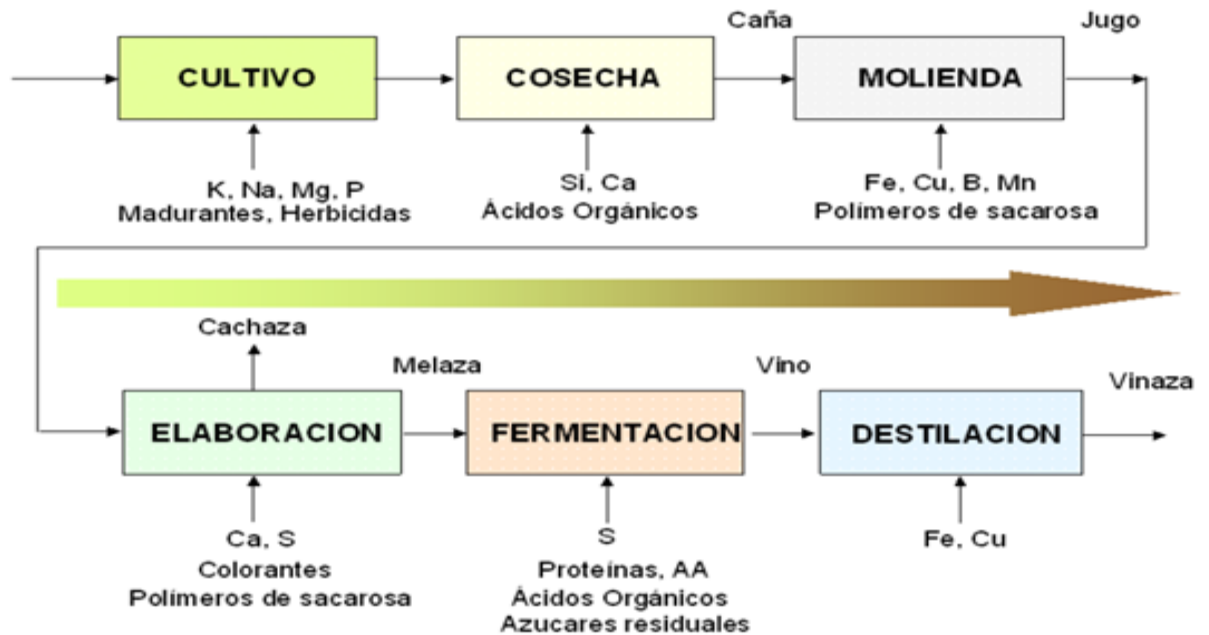 Caña
Jugo
CULTIVO
COSECHA
MOLIENDA
K, Na, Mg, P
Madurantes, Herbicidas
Si, Ca
Ácidos Orgánicos
Fe, Cu, B, Mn
Polímeros de sacarosa
Cachaza
Melaza
Vino
Vinaza
ELABORACION
FERMENTACION
DESTILACION
Ca, S
Colorantes
Polímeros de sacarosa
S
Proteínas, AA
Ácidos Orgánicos
Azucares residuales
Fe, Cu